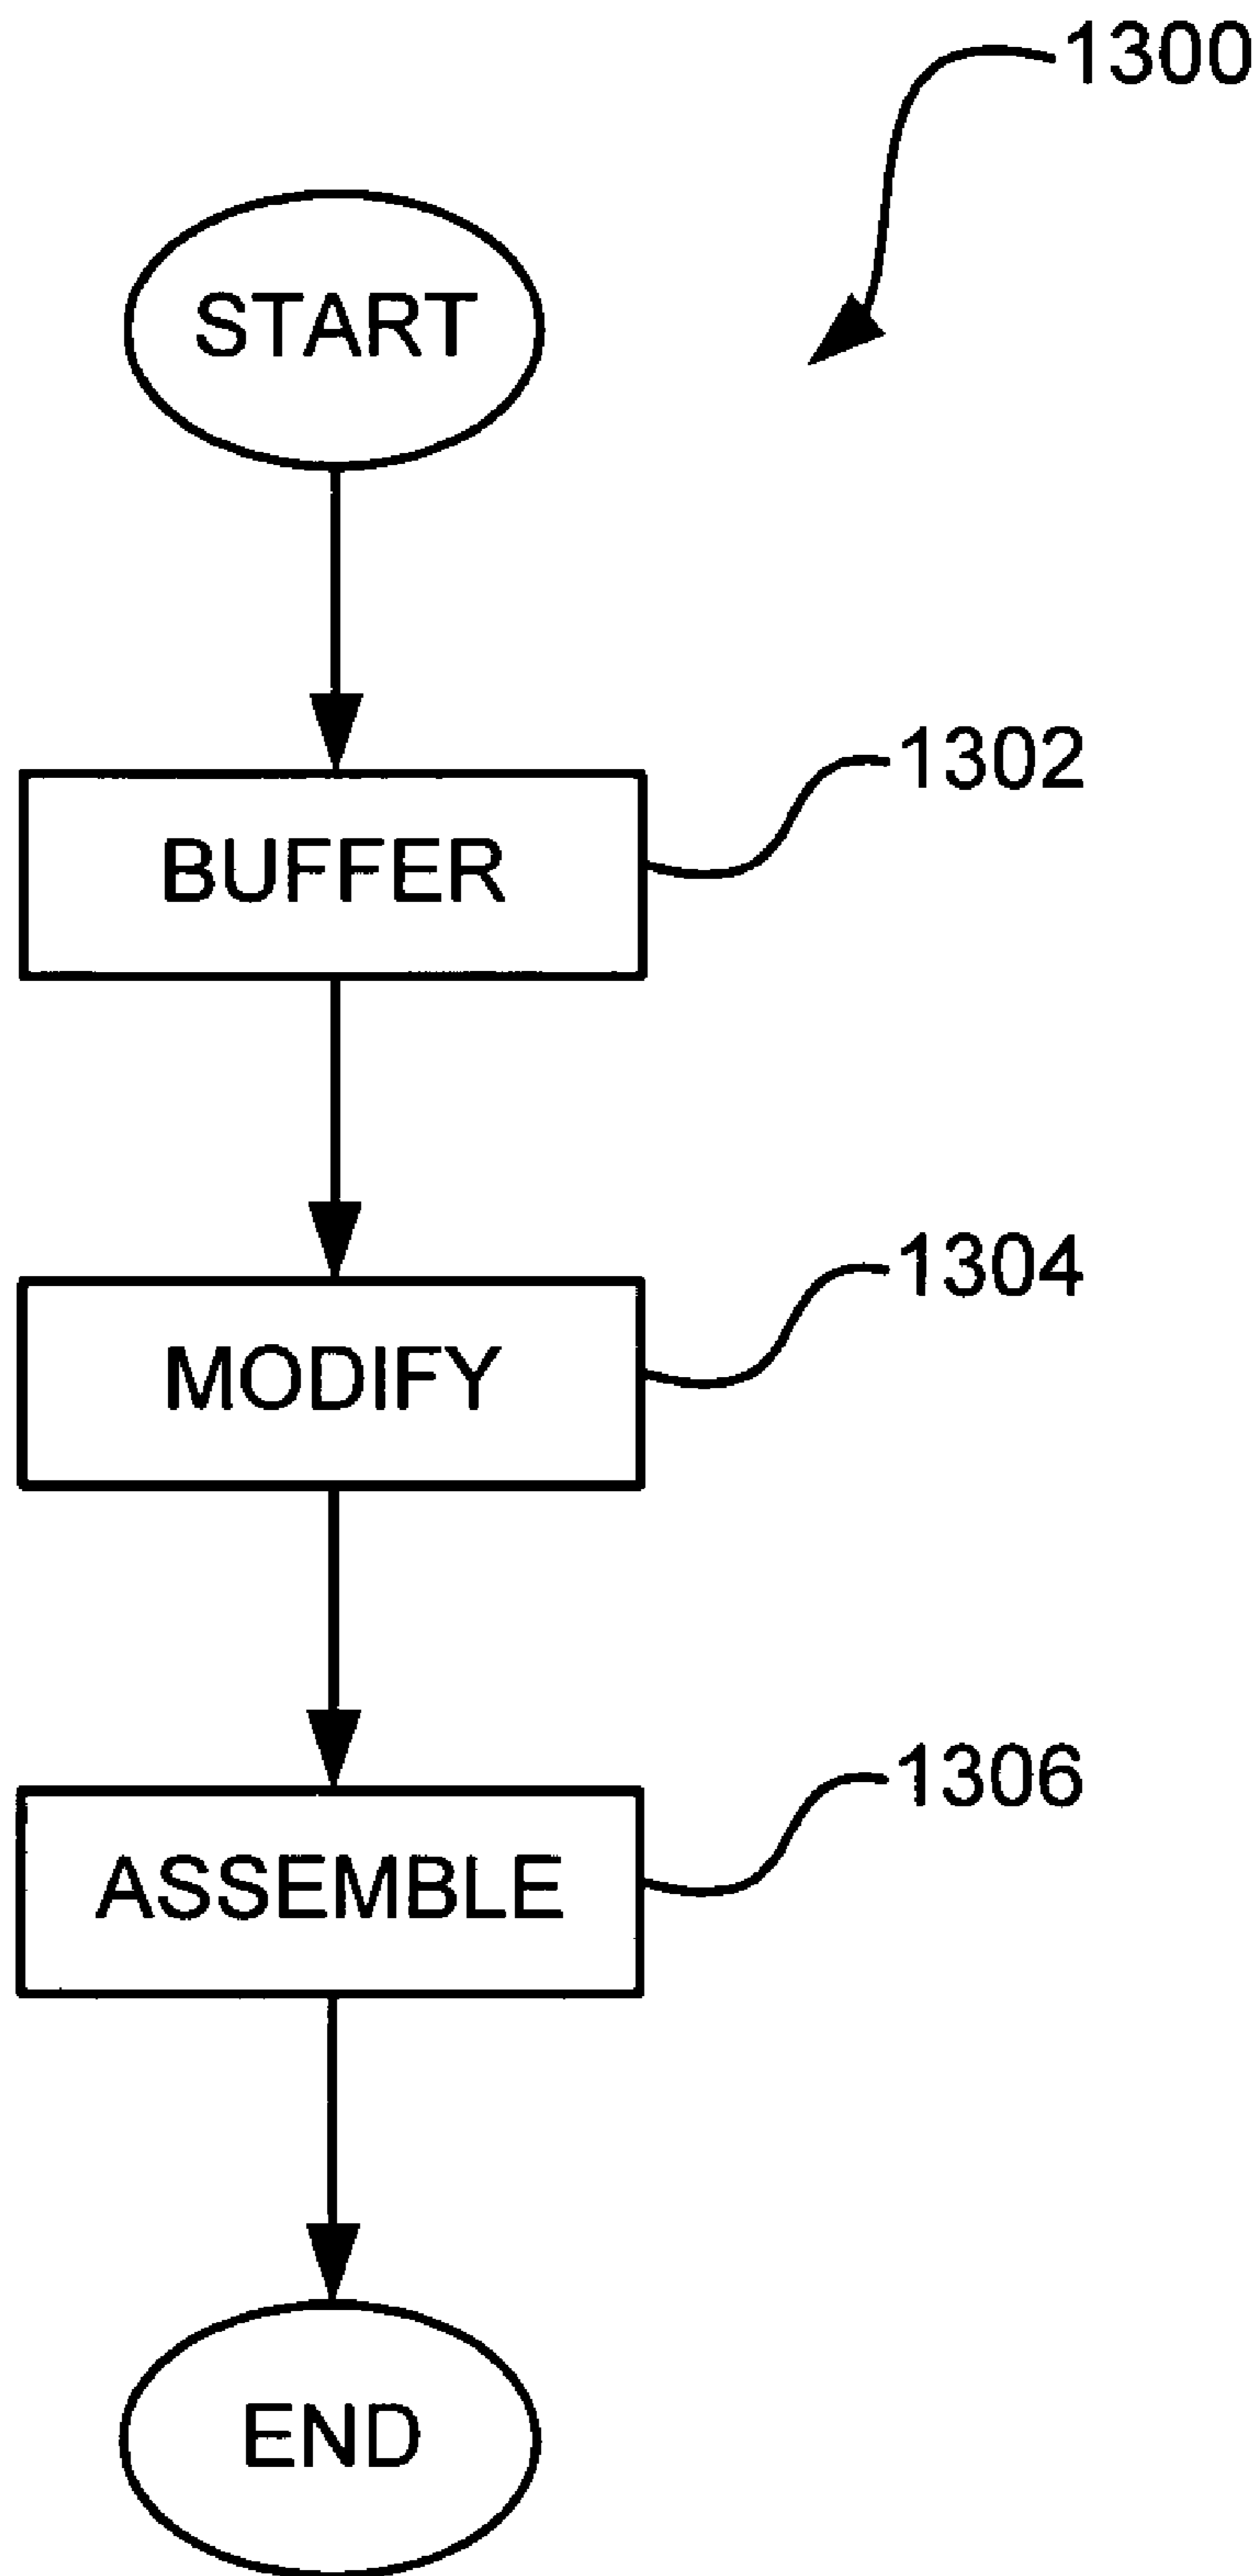 1300
START
BUFFER
1302
MODIFY
1304
ASSEMBLE
1306
END